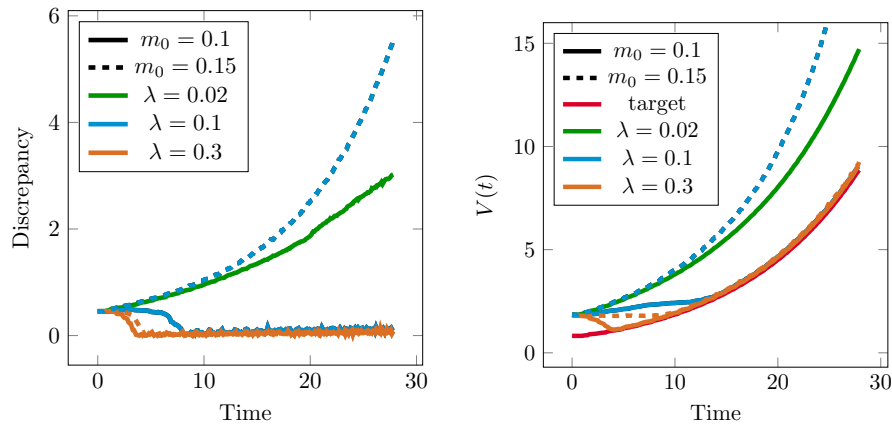 6
4
2
0
Discrepancy
m₀ = 0.1
m₀ = 0.15
λ = 0.02
λ = 0.1
λ = 0.3
0
10
20
30
Time
15
10
5
0
V(t)
m₀ = 0.1
m₀ = 0.15
target
λ = 0.02
λ = 0.1
λ = 0.3
0
10
20
30
Time